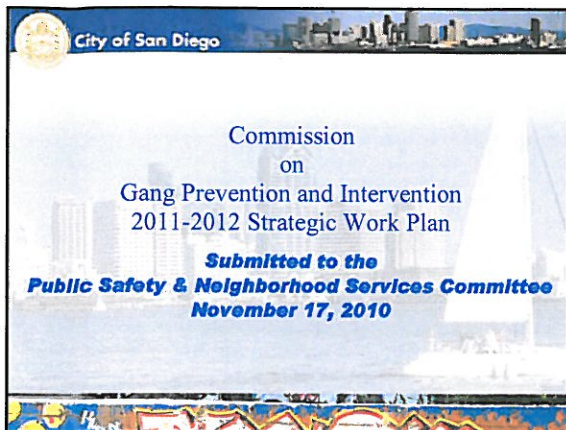 City of San Diego
Commission
on
Gang Prevention and Intervention
2011-2012 Strategic Work Plan
Submitted to the
Public Safety & Neighborhood Services Committee
November 17, 2010